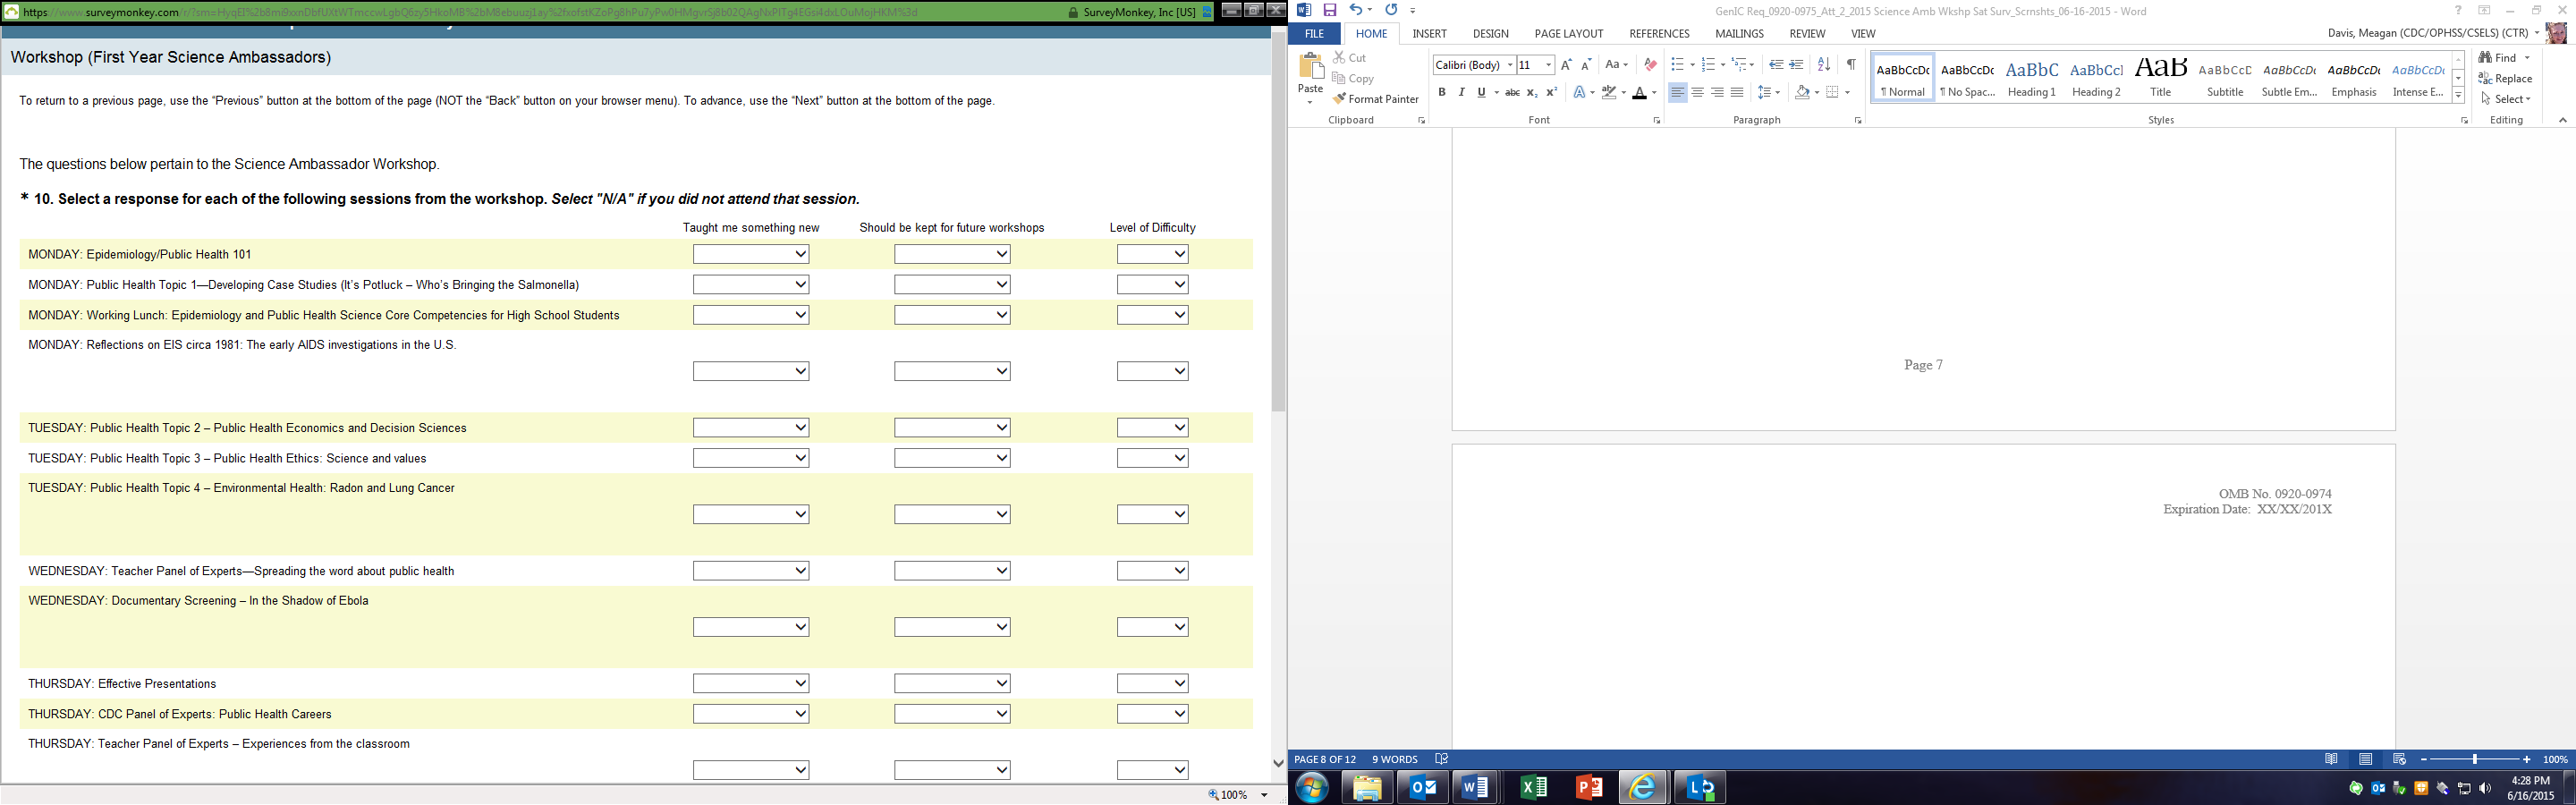 https://www.surveymonkey.com
SurveyMonkey, Inc [US]
Workshop (First Year Science Ambassadors)
To return to a previous page, use the “Previous” button at the bottom of the page (NOT the “Back” button on your browser menu). To advance, use the “Next” button at the bottom of the page.
The questions below pertain to the Science Ambassador Workshop.
* 10. Select a response for each of the following sessions from the workshop. Select "N/A" if you did not attend that session.
Taught me something new Should be kept for future workshops Level of Difficulty
MONDAY: Epidemiology/Public Health 101
MONDAY: Public Health Topic 1—Developing Case Studies (It’s Potluck – Who’s Bringing the Salmonella)
MONDAY: Working Lunch: Epidemiology and Public Health Science Core Competencies for High School Students
MONDAY: Reflections on EIS circa 1981: The early AIDS investigations in the U.S.
TUESDAY: Public Health Topic 2 – Public Health Economics and Decision Sciences
TUESDAY: Public Health Topic 3 – Public Health Ethics: Science and values
TUESDAY: Public Health Topic 4 – Environmental Health: Radon and Lung Cancer
WEDNESDAY: Teacher Panel of Experts—Spreading the word about public health
WEDNESDAY: Documentary Screening – In the Shadow of Ebola
THURSDAY: Effective Presentations
THURSDAY: CDC Panel of Experts: Public Health Careers
THURSDAY: Teacher Panel of Experts – Experiences from the classroom
100%
GenIC Req_0920-0975_Att_2_2015 Science Amb Wkshp Sat Surv_Scrnshts_06-16-2015 - Word
FILE HOME INSERT DESIGN PAGE LAYOUT REFERENCES MAILINGS REVIEW VIEW
Davis, Meagan (CDC/OPHSS/CSELS) (CTR)
Paste
Cut
Copy
Format Painter
Clipboard
Calibri (Body) 11
Font
Paragraph
AaBbCcDc AaBbCcDc AaBbC AaBbCcl AaB AaBbCcD AaBbCcDc AaBbCcDc AaBbCcDc
¶ Normal ¶ No Spac... Heading 1 Heading 2 Title Subtitle Subtle Em... Emphasis Intense E...
Styles
Find
Replace
Select
Editing
Page 7
OMB No. 0920-0974
Expiration Date: XX/XX/201X
PAGE 8 OF 12 9 WORDS
100%
4:28 PM
6/16/2015